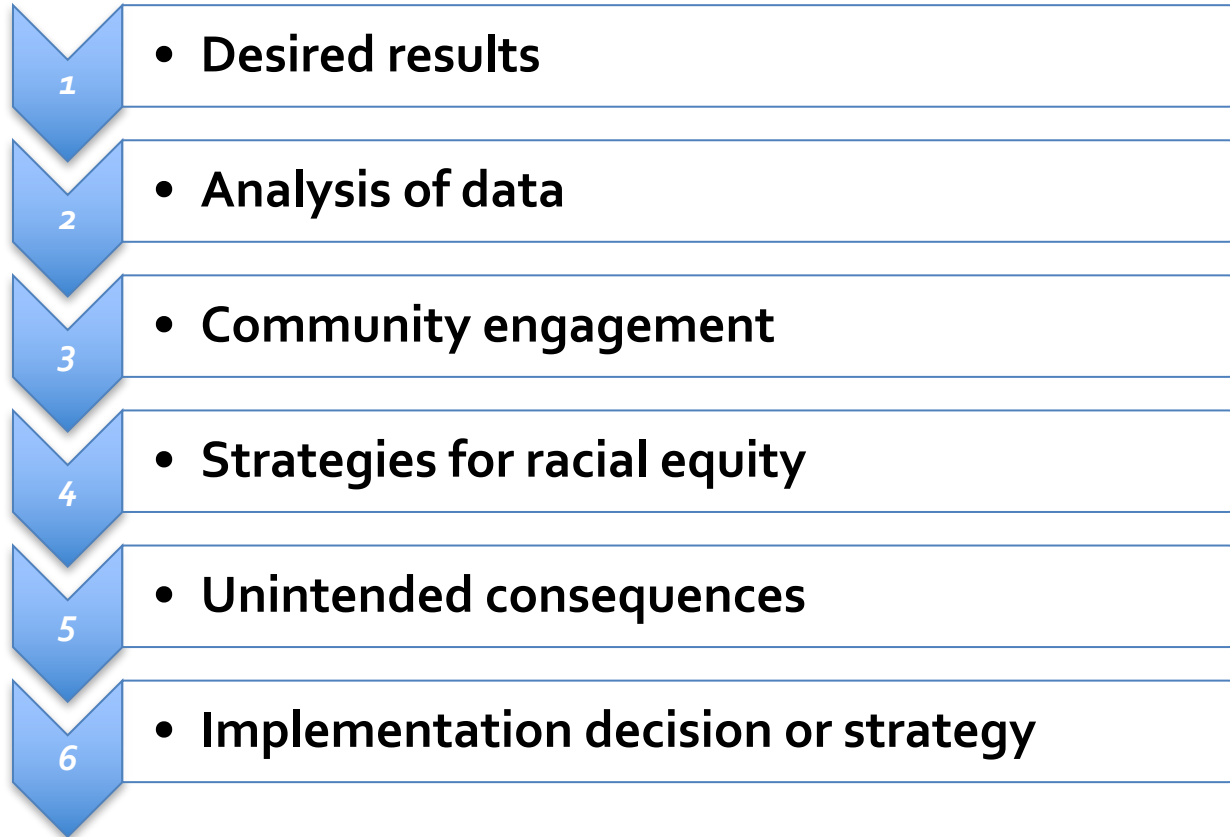 1 • Desired results
2 • Analysis of data
3 • Community engagement
4 • Strategies for racial equity
5 • Unintended consequences
6 • Implementation decision or strategy